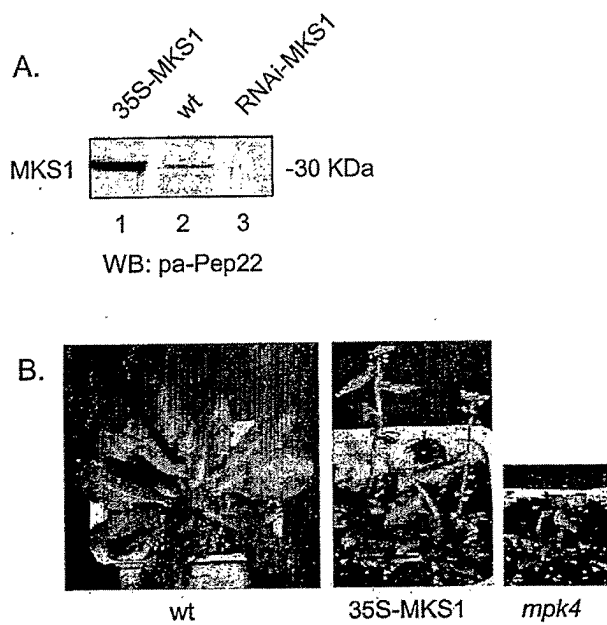 A.
35S-MKS1
wt
RNAi-MKS1
MKS1
-30 KDa
1 2 3
WB: pa-Pep22
B.
wt
35S-MKS1
mpk4